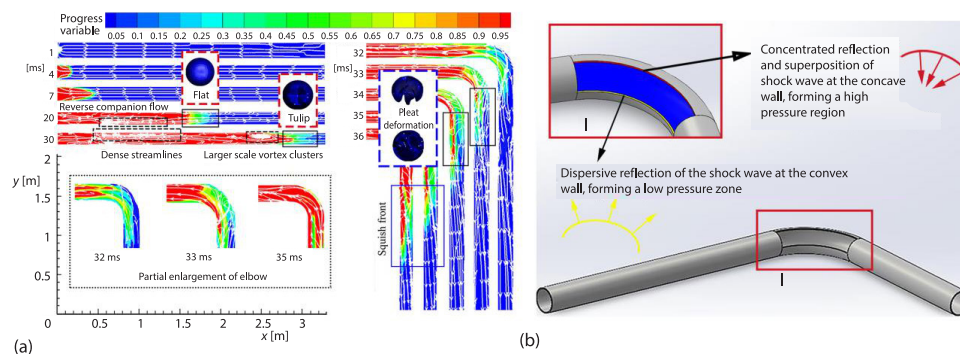 Progress
variable
0.05 0.1 0.15 0.2 0.25 0.3 0.35 0.4 0.45 0.5 0.55 0.6 0.65 0.7 0.75 0.8 0.85 0.9 0.95
1
[ms]
4
7
Flat
Tulip
Reverse companion flow
20
30
Dense streamlines
Larger scale vortex clusters
32
[ms]
33
34
35
36
Pleat
deformation
Squish front
y [m]
2
1.5
1
0.5
0
32 ms
33 ms
35 ms
Partial enlargement of elbow
0.5
1
1.5
2
2.5
3
x [m]
(a)
Concentrated reflection
and superposition of
shock wave at the concave
wall, forming a high
pressure region
I
Dispersive reflection of the shock wave at the convex
wall, forming a low pressure zone
I
(b)